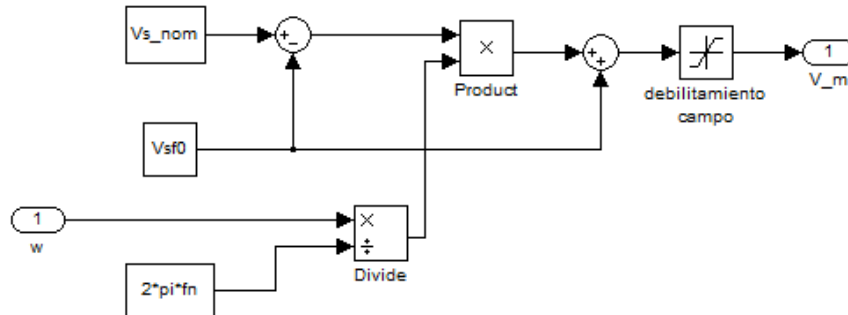 Vs_nom
+
−
×
Product
+
+
debilitamiento
campo
1
V_m
Vsf0
1
w
×
÷
Divide
2*pi*fn